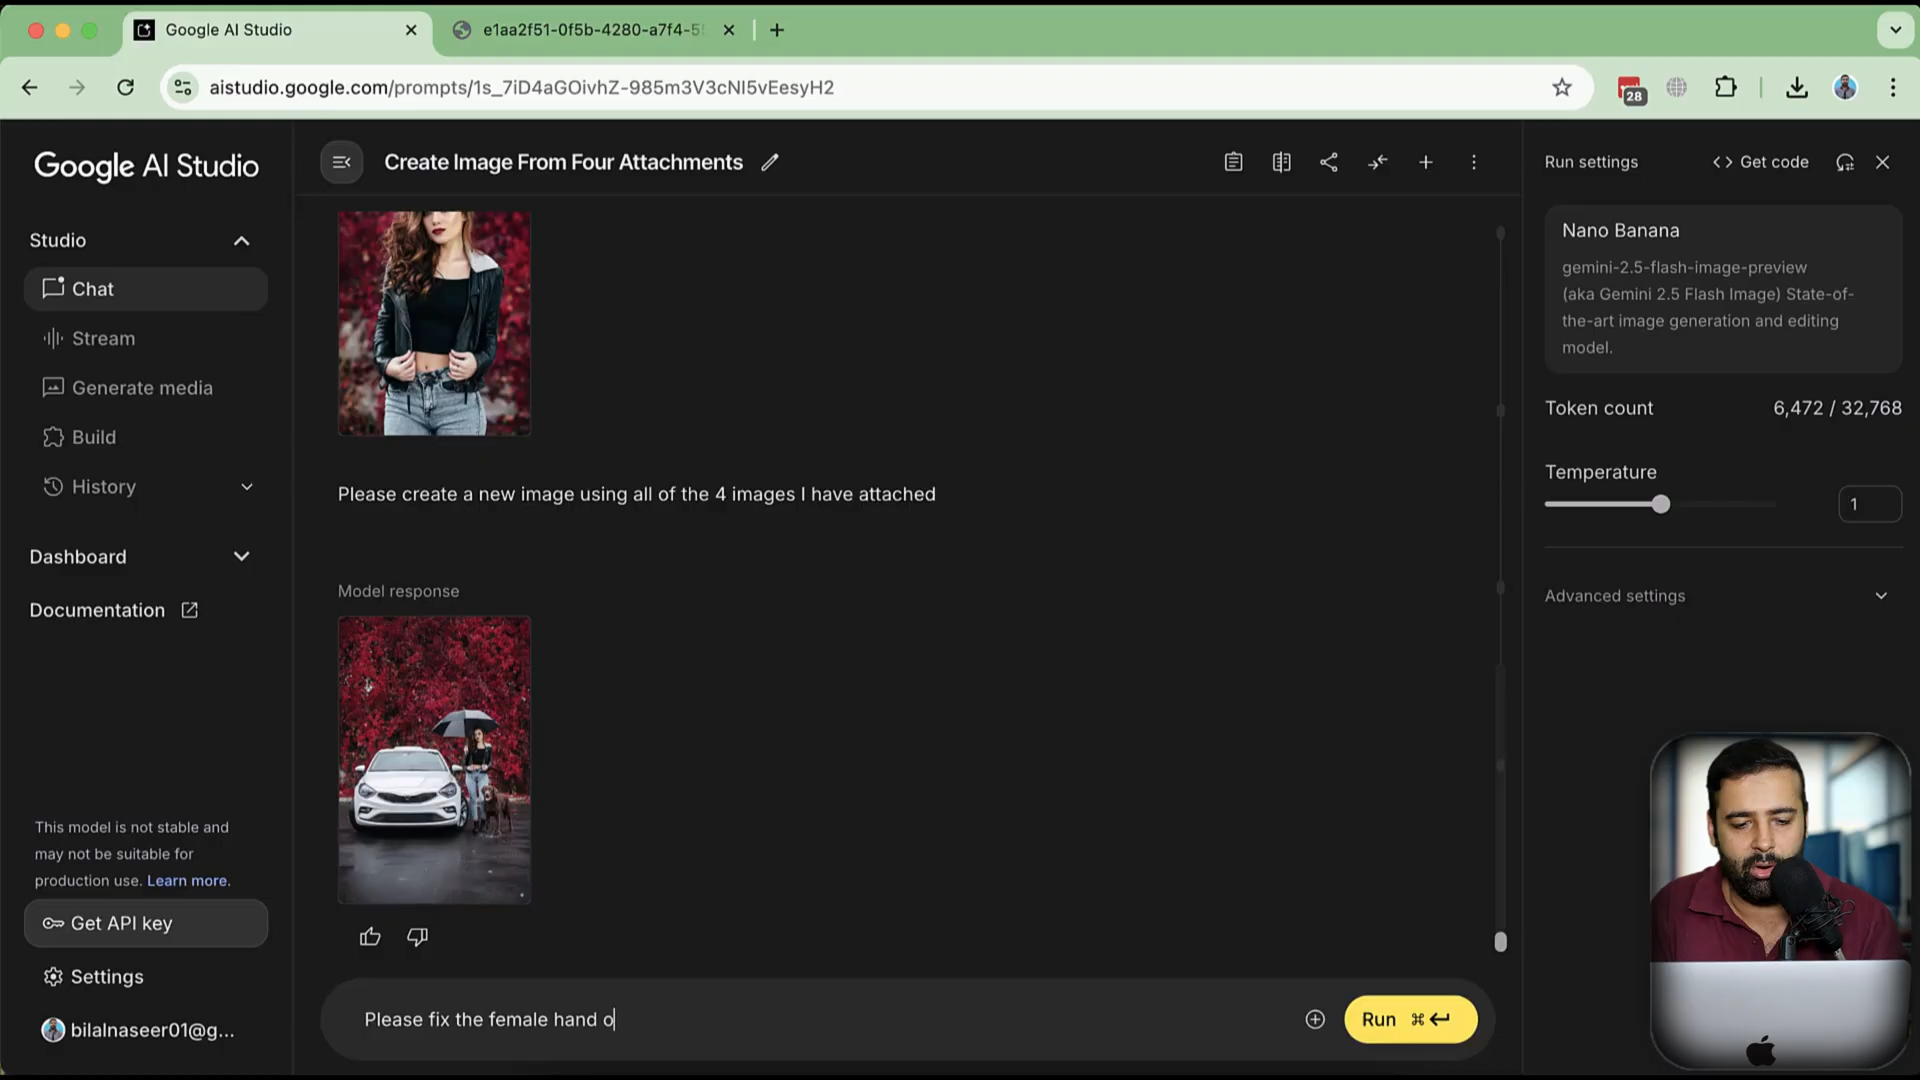 Google AI Studio
e1aa2f51-0f5b-4280-a7f4-5
aistudio.google.com/prompts/1s_7iD4aGOivhZ-985m3V3cNI5vEesyH2
28
Google AI Studio
Create Image From Four Attachments
Run settings
Get code
Studio
Chat
Stream
Generate media
Build
History
Dashboard
Documentation
Nano Banana
gemini-2.5-flash-image-preview
(aka Gemini 2.5 Flash Image) State-of-
the-art image generation and editing
model.
Token count
6,472 / 32,768
Temperature
1
Advanced settings
Please create a new image using all of the 4 images I have attached
Model response
This model is not stable and
may not be suitable for
production use. Learn more.
Get API key
Settings
bilalnaseer01@g...
Please fix the female hand o
Run ⌘